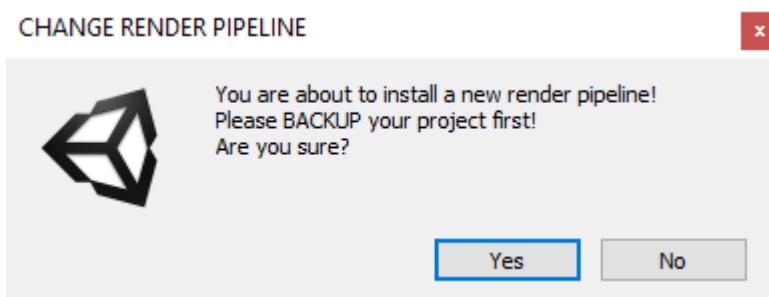 CHANGE RENDER PIPELINE
x
You are about to install a new render pipeline!
Please BACKUP your project first!
Are you sure?
Yes
No